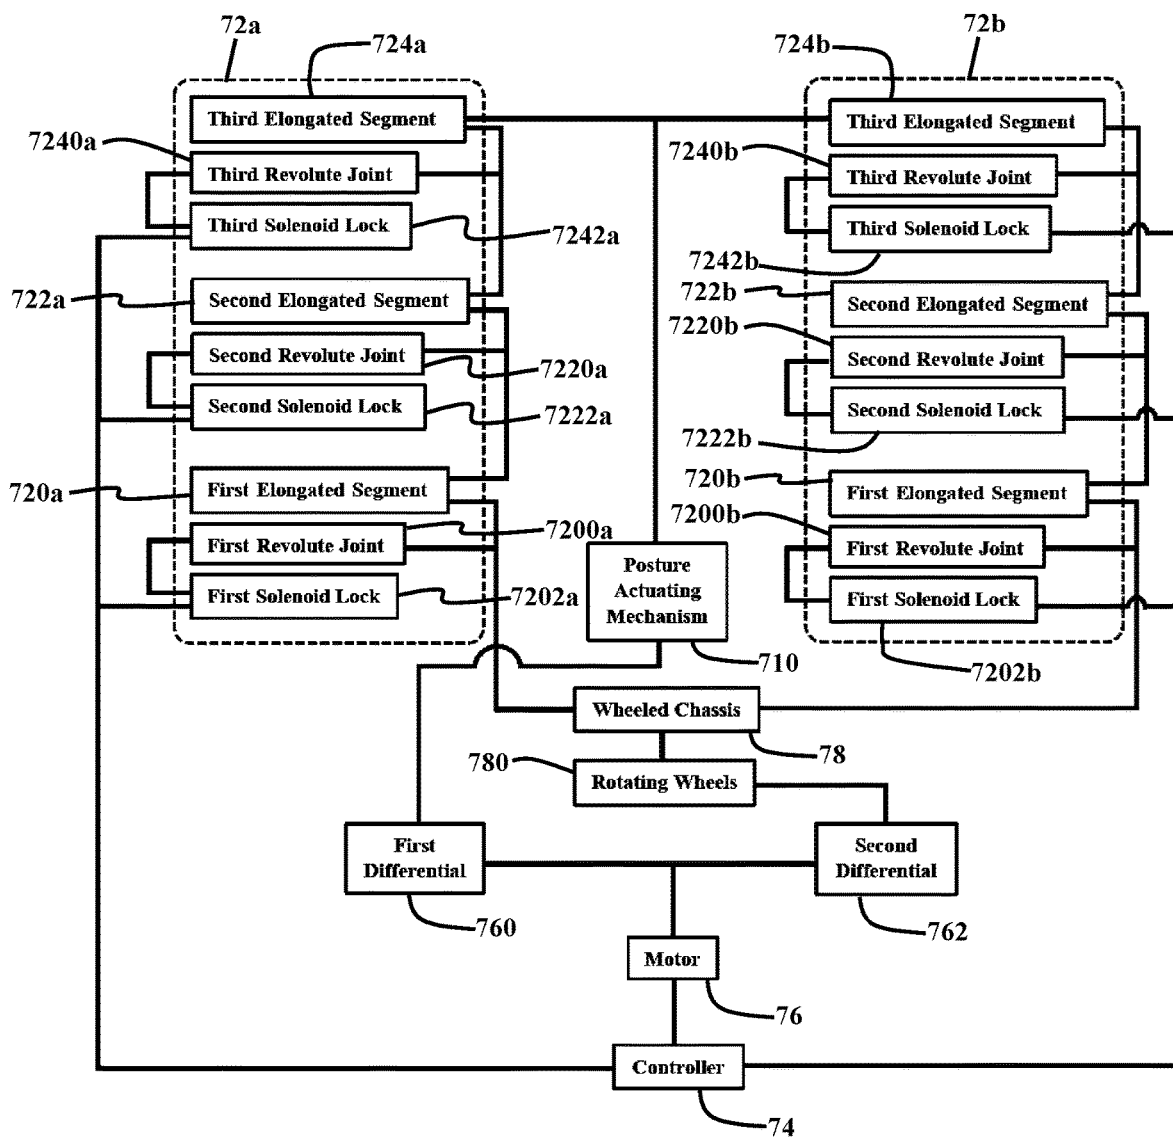 72a
724a
724b
72b
Third Elongated Segment
Third Elongated Segment
7240a
7240b
Third Revolute Joint
Third Revolute Joint
Third Solenoid Lock
Third Solenoid Lock
7242a
7242b
722a
722b
Second Elongated Segment
Second Elongated Segment
7220b
Second Revolute Joint
Second Revolute Joint
7220a
Second Solenoid Lock
Second Solenoid Lock
7222a
7222b
720a
720b
First Elongated Segment
First Elongated Segment
7200a
7200b
First Revolute Joint
First Revolute Joint
Posture
Actuating
Mechanism
First Solenoid Lock
First Solenoid Lock
7202a
710
7202b
Wheeled Chassis
78
780
Rotating Wheels
First
Differential
Second
Differential
760
762
Motor
76
Controller
74